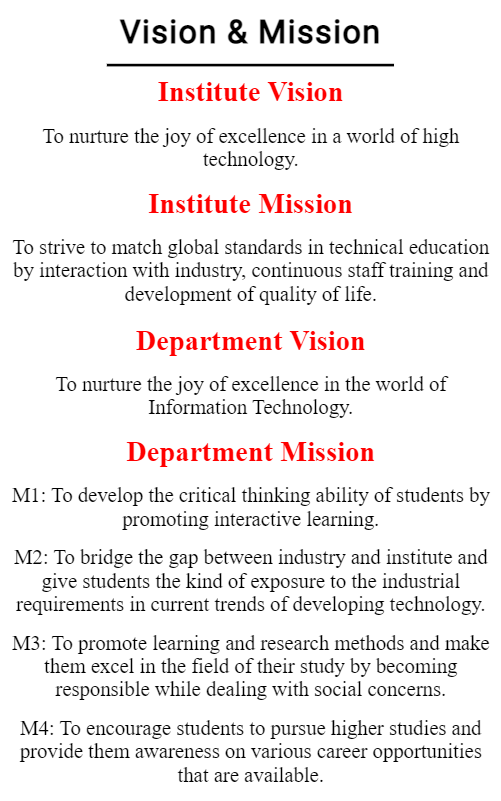 Vision & Mission
Institute Vision
To nurture the joy of excellence in a world of high
technology.
Institute Mission
To strive to match global standards in technical education
by interaction with industry, continuous staff training and
development of quality of life.
Department Vision
To nurture the joy of excellence in the world of
Information Technology.
Department Mission
M1: To develop the critical thinking ability of students by
promoting interactive learning.
M2: To bridge the gap between industry and institute and
give students the kind of exposure to the industrial
requirements in current trends of developing technology.
M3: To promote learning and research methods and make
them excel in the field of their study by becoming
responsible while dealing with social concerns.
M4: To encourage students to pursue higher studies and
provide them awareness on various career opportunities
that are available.